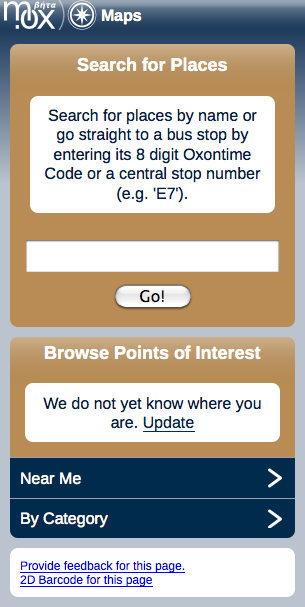 m.ox βήτα Maps
Search for Places
Search for places by name or
go straight to a bus stop by
entering its 8 digit Oxontime
Code or a central stop number
(e.g. 'E7').
Go!
Browse Points of Interest
We do not yet know where you
are. Update
Near Me
By Category
Provide feedback for this page.
2D Barcode for this page